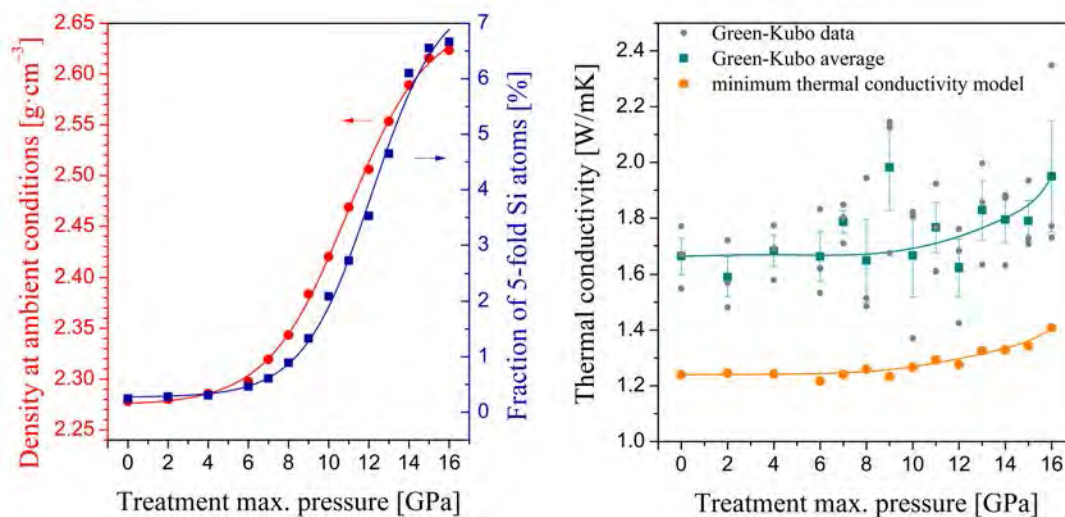 2.65
2.60
2.55
2.50
2.45
2.40
2.35
2.30
2.25
Density at ambient conditions [g·cm⁻³]
7
6
5
4
3
2
1
0
Fraction of 5-fold Si atoms [%]
0 2 4 6 8 10 12 14 16
Treatment max. pressure [GPa]
Green-Kubo data
Green-Kubo average
minimum thermal conductivity model
2.4
2.2
2.0
1.8
1.6
1.4
1.2
1.0
Thermal conductivity [W/mK]
0 2 4 6 8 10 12 14 16
Treatment max. pressure [GPa]